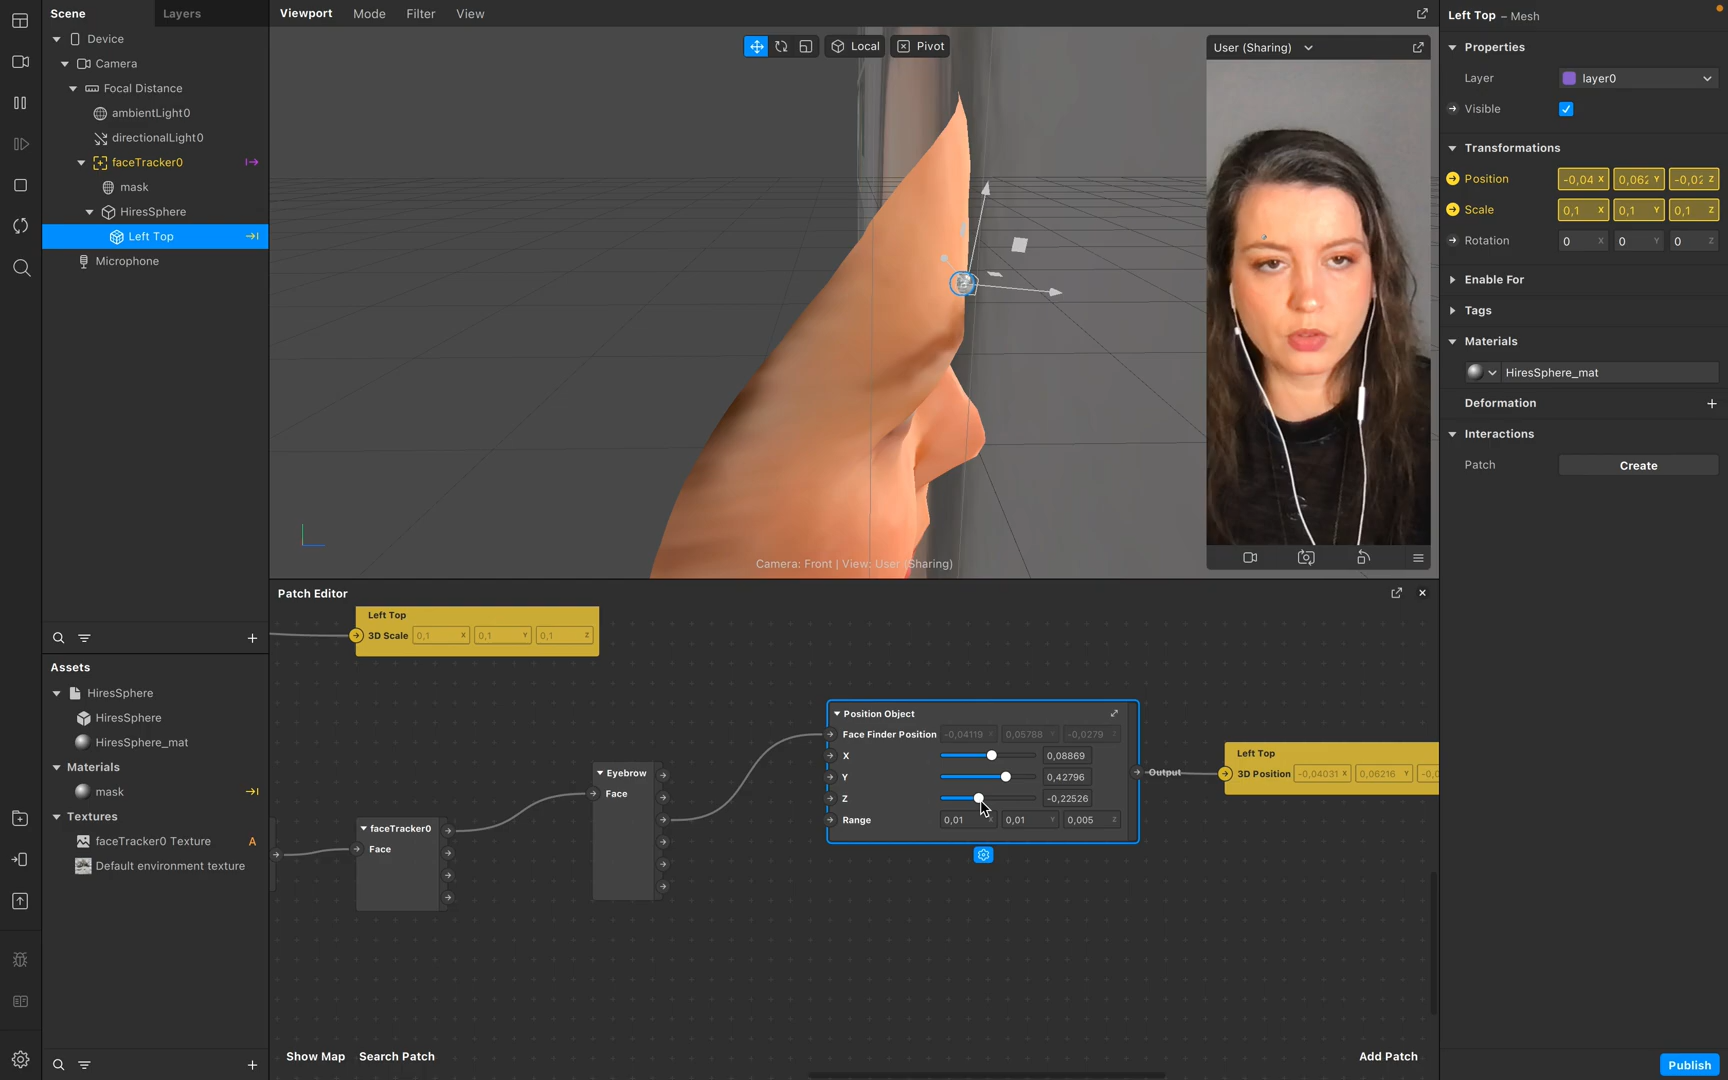 Scene
Layers
Device
Camera
Focal Distance
ambientLight0
directionalLight0
faceTracker0
mask
HiresSphere
Left Top
Microphone
Assets
HiresSphere
HiresSphere
HiresSphere_mat
Materials
mask
Textures
faceTracker0 Texture A
Default environment texture
Viewport Mode Filter View
Local Pivot
User (Sharing)
Camera: Front | View: User (Sharing)
Patch Editor
Left Top
3D Scale 0,1 X 0,1 Y 0,1 Z
faceTracker0
Face
Eyebrow
Face
Position Object
Face Finder Position -0,04119 X 0,05788 Y -0,0279 Z
X 0,08869
Y 0,42796
Z -0,22526
Range 0,01 X 0,01 Y 0,005 Z
Output
Left Top
3D Position -0,04031 X 0,06216 Y -0,0
Show Map Search Patch
Add Patch
Left Top – Mesh
Properties
Layer layer0
Visible
Transformations
Position -0,04 X 0,062 Y -0,02 Z
Scale 0,1 X 0,1 Y 0,1 Z
Rotation 0 X 0 Y 0 Z
Enable For
Tags
Materials
HiresSphere_mat
Deformation
Interactions
Patch Create
Publish